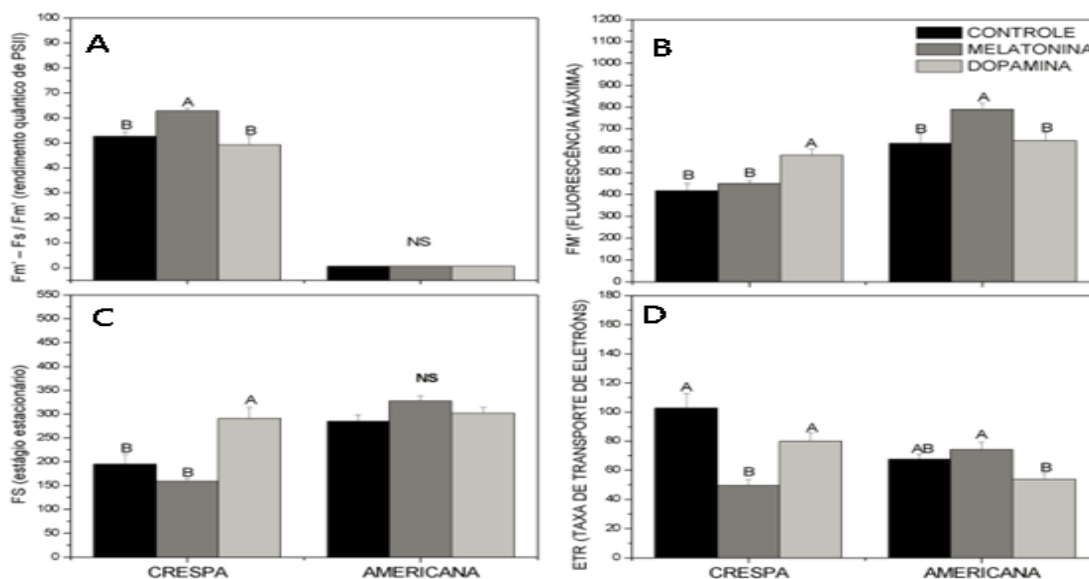 A
Fm' – Fs / Fm' (rendimento quântico de PSII)
100
90
80
70
60
50
40
30
20
10
0
B
A
B
NS
B
FM' (FLUORESCÊNCIA MÁXIMA)
1200
1100
1000
900
800
700
600
500
400
300
200
100
0
CONTROLE
MELATONINA
DOPAMINA
B
B
A
B
A
B
C
FS (estágio estacionário)
550
500
450
400
350
300
250
200
150
100
50
0
B
B
A
NS
CRESPA
AMERICANA
D
ETR (TAXA DE TRANSPORTE DE ELETRÓNS)
180
160
140
120
100
80
60
40
20
0
A
B
A
AB
A
B
CRESPA
AMERICANA